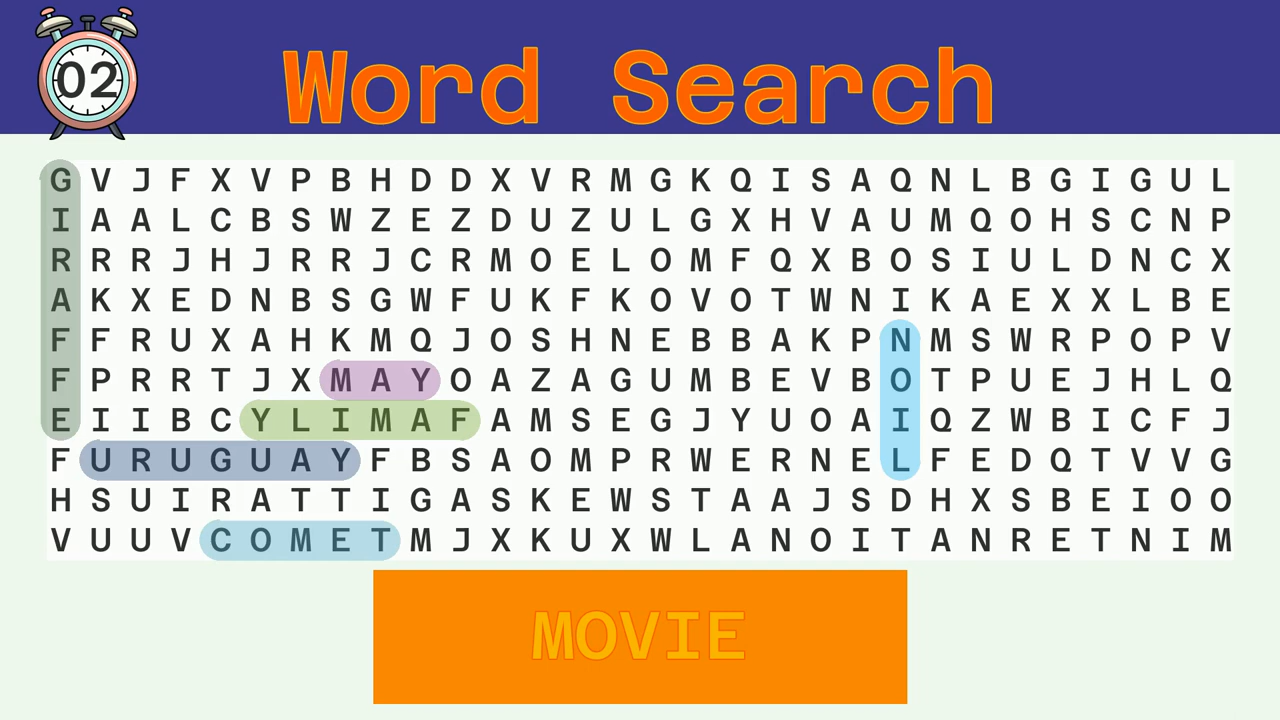 02
Word Search
G V J F X V P B H D D X V R M G K Q I S A Q N L B G I G U L
I A A L C B S W Z E Z D U Z U L G X H V A U M Q O H S C N P
R R R J H J R R J C R M O E L O M F Q X B O S I U L D N C X
A K X E D N B S G W F U K F K O V O T W N I K A E X X L B E
F F R U X A H K M Q J O S H N E B B A K P N M S W R P O P V
F P R R T J X M A Y O A Z A G U M B E V B O T P U E J H L Q
E I I B C Y L I M A F A M S E G J Y U O A I Q Z W B I C F J
F U R U G U A Y F B S A O M P R W E R N E L F E D Q T V V G
H S U I R A T T I G A S K E W S T A A J S D H X S B E I O O
V U U V C O M E T M J X K U X W L A N O I T A N R E T N I M
MOVIE